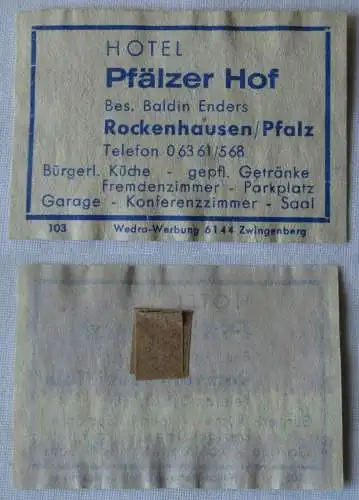 HOTEL
Pfälzer Hof
Bes. Baldin Enders
Rockenhausen/Pfalz
Telefon 0 63 61/568
Bürgerl. Küche - gepfl. Getränke
Fremdenzimmer - Parkplatz
Garage - Konferenzzimmer - Saal
103 Wedra-Werbung 6144 Zwingenberg